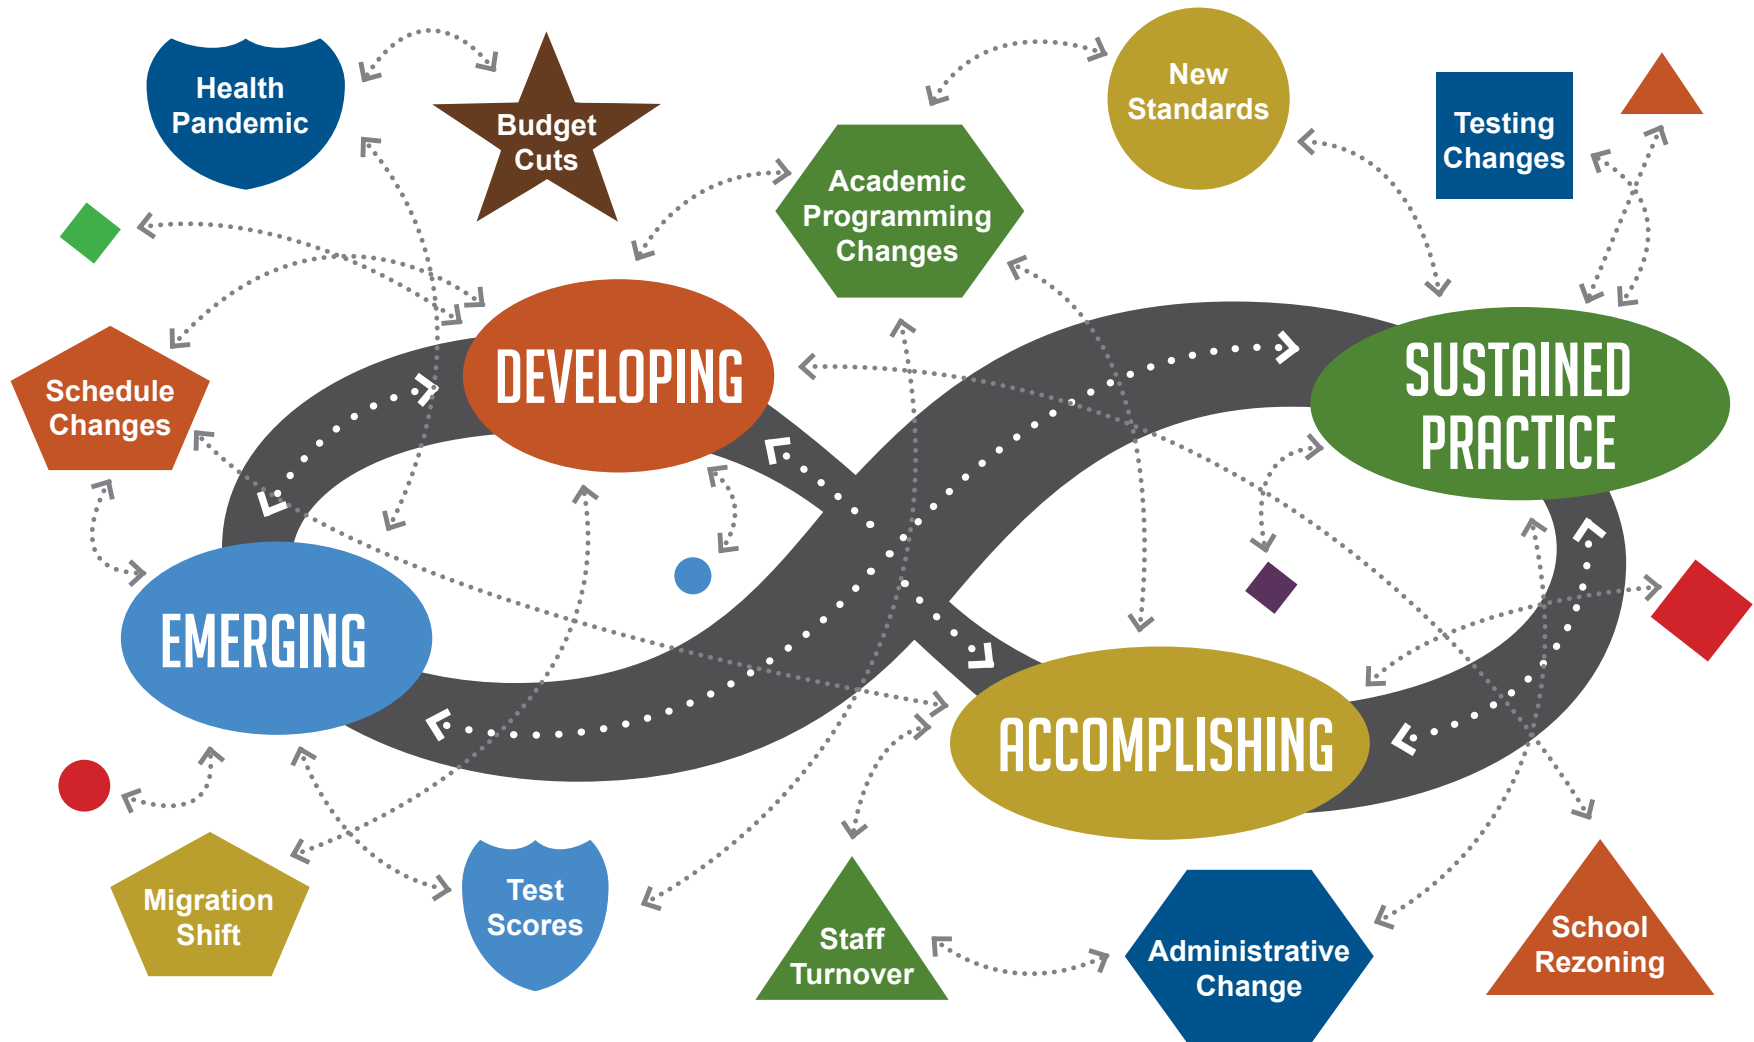 Health
Pandemic
Budget
Cuts
New
Standards
Testing
Changes
Academic
Programming
Changes
DEVELOPING
SUSTAINED
PRACTICE
Schedule
Changes
EMERGING
ACCOMPLISHING
Migration
Shift
Test
Scores
Staff
Turnover
Administrative
Change
School
Rezoning